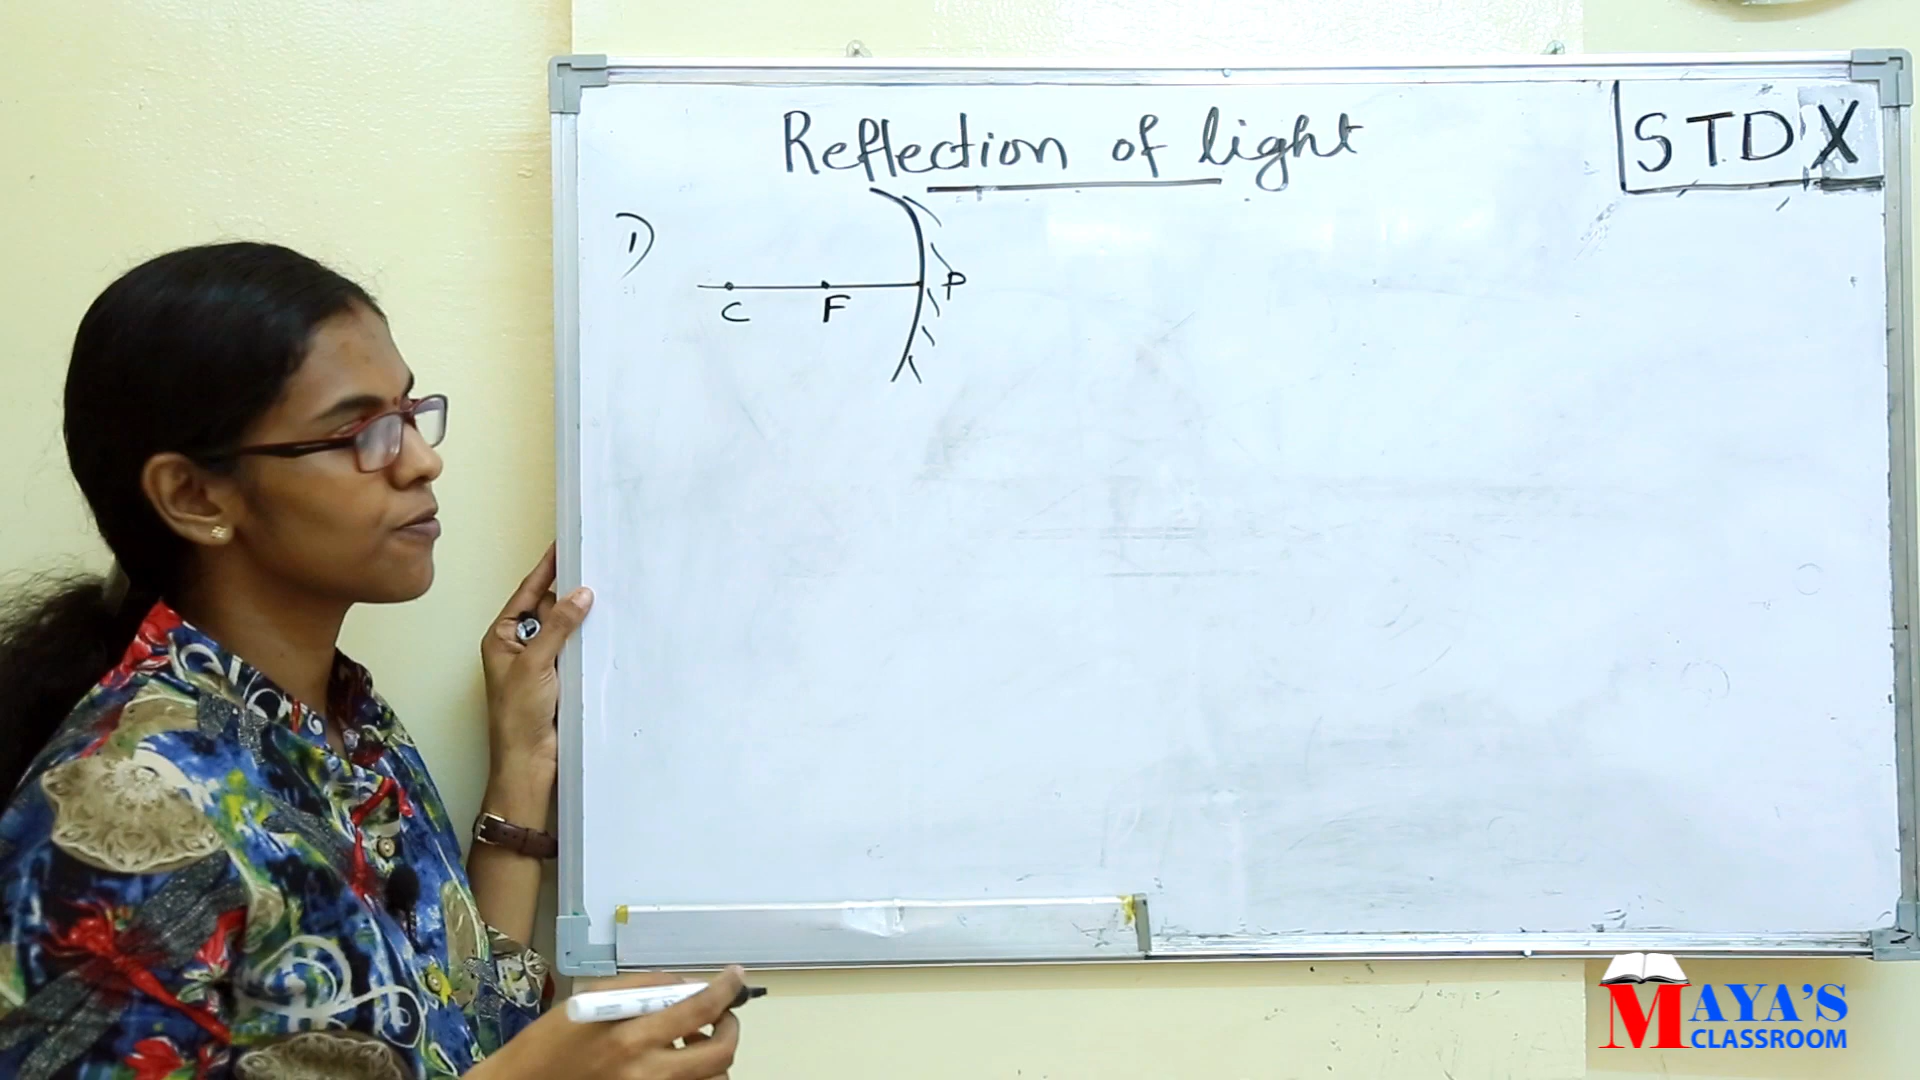 Reflection of light
STD X
1)
C F P
MAYA'S
CLASSROOM